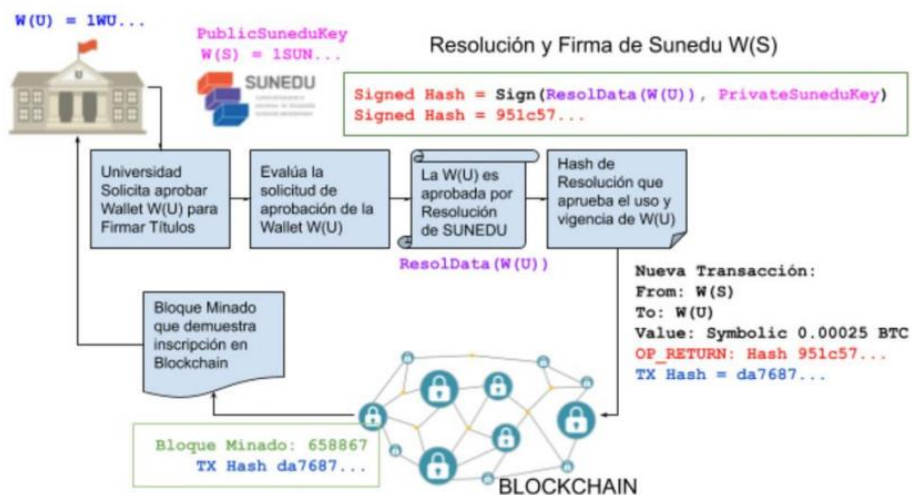 W(U) = 1WU...
U
PublicSuneduKey
W(S) = 1SUN...
SUNEDU
Resolución y Firma de Sunedu W(S)
Signed Hash = Sign(ResolData(W(U)), PrivateSuneduKey)
Signed Hash = 951c57...
Universidad
Solicita aprobar
Wallet W(U) para
Firmar Títulos
Evalúa la
solicitud de
aprobación de la
Wallet W(U)
La W(U) es
aprobada por
Resolución
de SUNEDU
Hash de
Resolución que
aprueba el uso y
vigencia de W(U)
ResolData(W(U))
Nueva Transacción:
From: W(S)
To: W(U)
Value: Symbolic 0.00025 BTC
OP_RETURN: Hash 951c57...
TX Hash = da7687...
Bloque Minado
que demuestra
inscripción en
Blockchain
Bloque Minado: 658867
TX Hash da7687...
BLOCKCHAIN